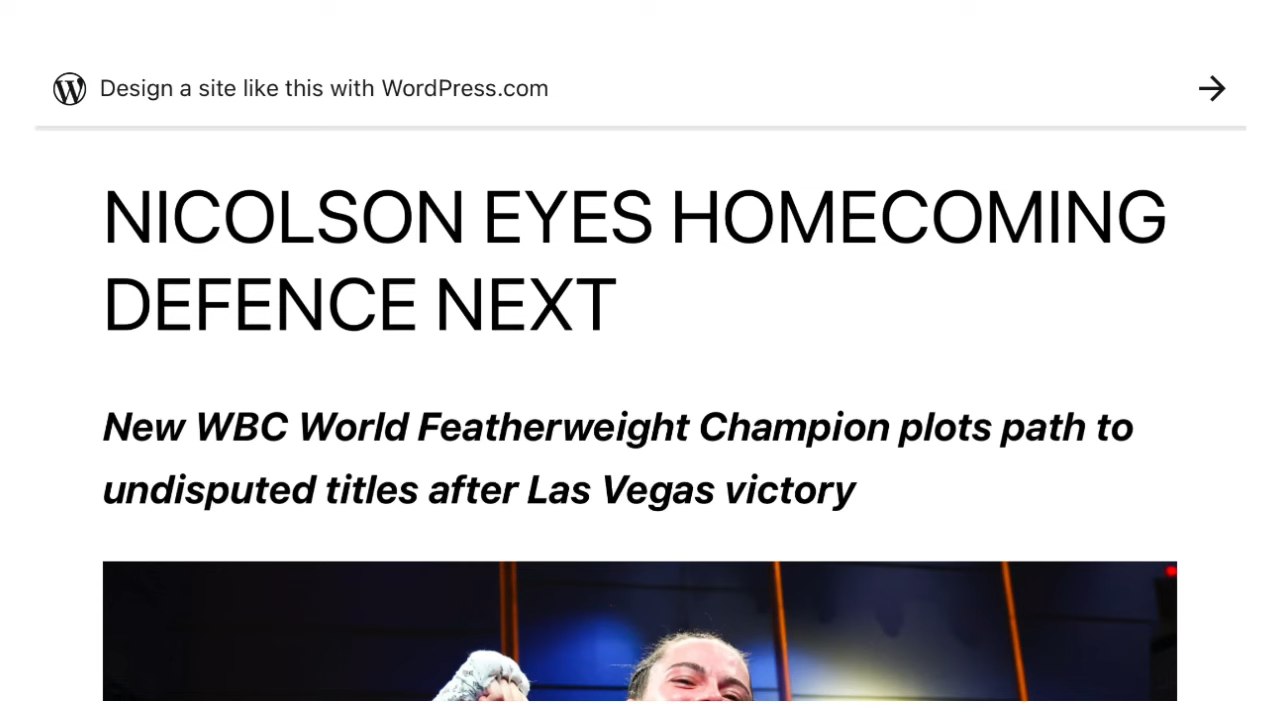 Design a site like this with WordPress.com
NICOLSON EYES HOMECOMING
DEFENCE NEXT
New WBC World Featherweight Champion plots path to
undisputed titles after Las Vegas victory